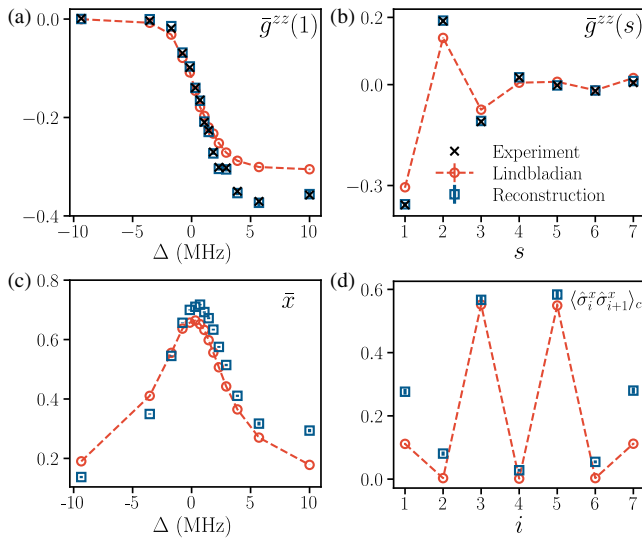 (a)
ḡ^{zz}(1)
0.0
−0.2
−0.4
−10
−5
0
5
10
Δ (MHz)
(b)
ḡ^{zz}(s)
0.2
0.0
−0.3
Experiment
Lindbladian
Reconstruction
1 2 3 4 5 6 7
s
(c)
x̄
0.8
0.6
0.4
0.2
-10
-5
0
5
10
Δ (MHz)
(d)
⟨σ̂_i^x σ̂_{i+1}^x⟩_c
0.6
0.4
0.2
0.0
1 2 3 4 5 6 7
i